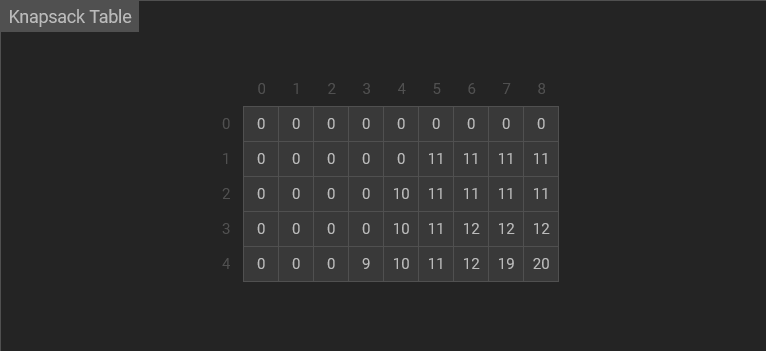 Knapsack Table
0 1 2 3 4 5 6 7 8
0 0 0 0 0 0 0 0 0 0
1 0 0 0 0 0 11 11 11 11
2 0 0 0 0 10 11 11 11 11
3 0 0 0 0 10 11 12 12 12
4 0 0 0 9 10 11 12 19 20